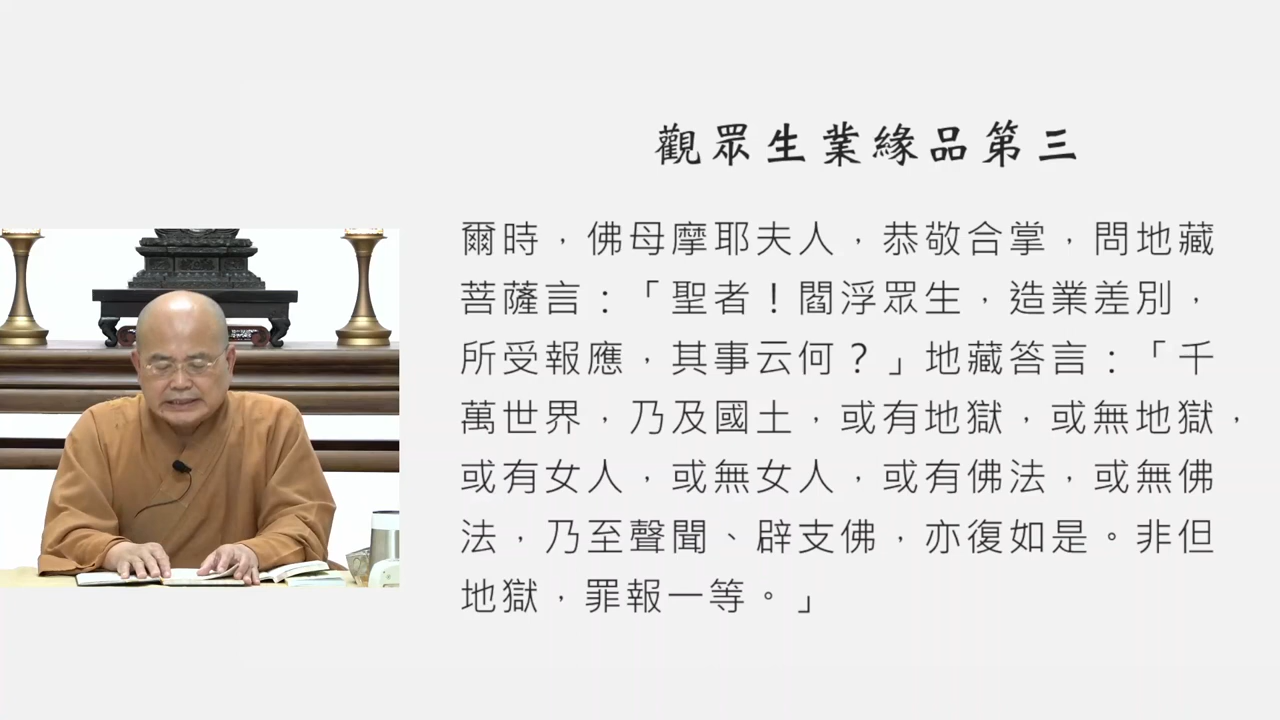 觀眾生業緣品第三
爾時，佛母摩耶夫人，恭敬合掌，問地藏
菩薩言：「聖者！閻浮眾生，造業差別，
所受報應，其事云何？」地藏答言：「千
萬世界，乃及國土，或有地獄，或無地獄，
或有女人，或無女人，或有佛法，或無佛
法，乃至聲聞、辟支佛，亦復如是。非但
地獄，罪報一等。」